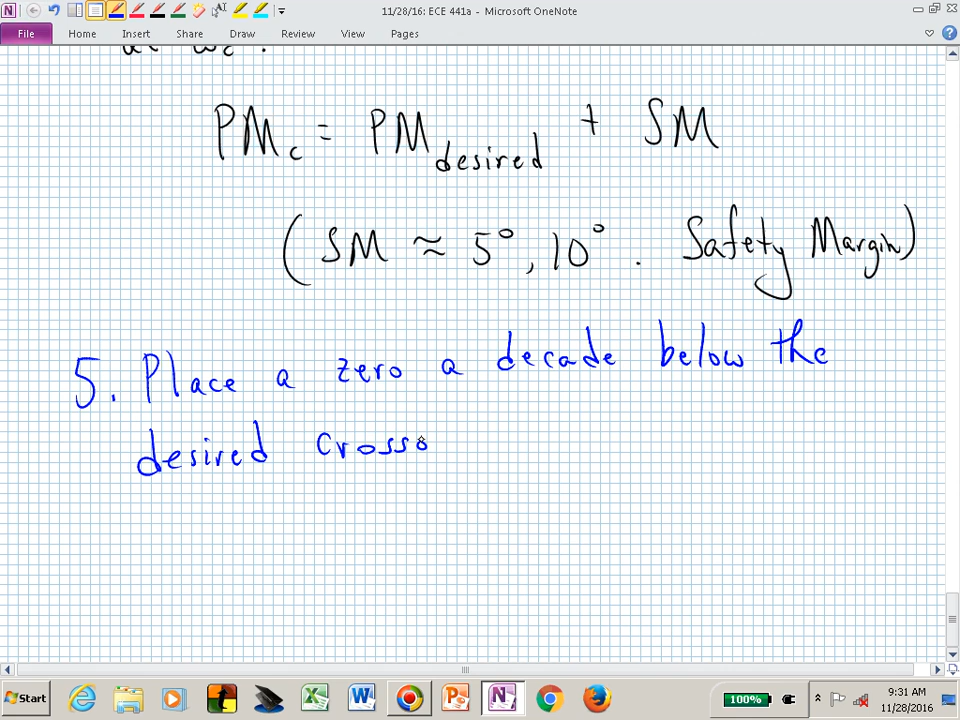 11/28/16: ECE 441a - Microsoft OneNote
File Home Insert Share Draw Review View Pages
PMc = PMdesired + SM
(SM ≈ 5°, 10°. Safety Margin)
5. Place a zero a decade below the
desired crosso
Start 100% 9:31 AM
11/28/2016